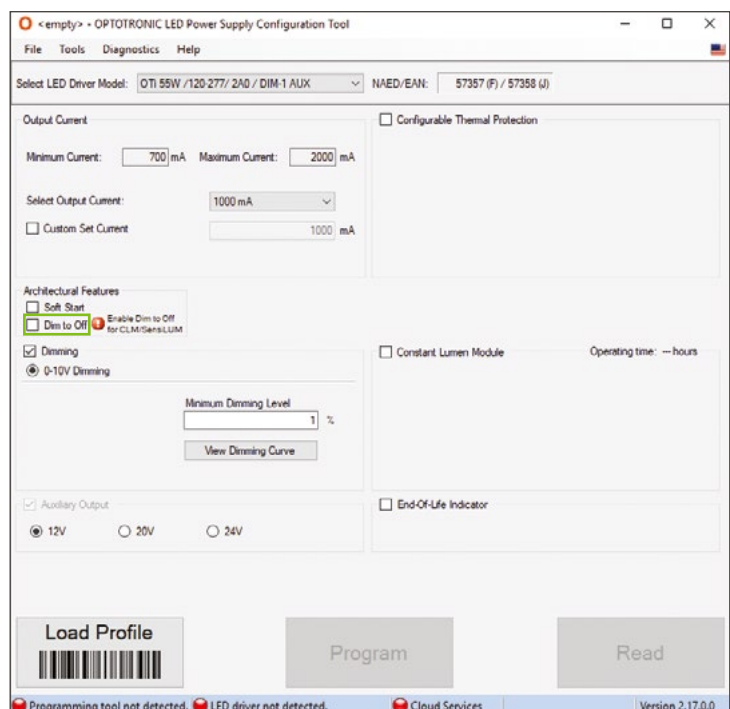 <empty> - OPTOTRONIC LED Power Supply Configuration Tool
File Tools Diagnostics Help
Select LED Driver Model: OTi 55W /120-277/ 2A0 / DIM-1 AUX NAED/EAN: 57357 (F) / 57358 (J)
Output Current
Configurable Thermal Protection
Minimum Current: 700 mA Maximum Current: 2000 mA
Select Output Current: 1000 mA
Custom Set Current 1000 mA
Architectural Features
Soft Start
Dim to Off Enable Dim to Off
for CLM/SensiLUM
Dimming
Constant Lumen Module Operating time: --- hours
0-10V Dimming
Minimum Dimming Level
1 %
View Dimming Curve
Auxiliary Output
End-Of-Life Indicator
12V 20V 24V
Load Profile
Program
Read
Programming tool not detected. LED driver not detected. Cloud Services Version 2.17.0.0